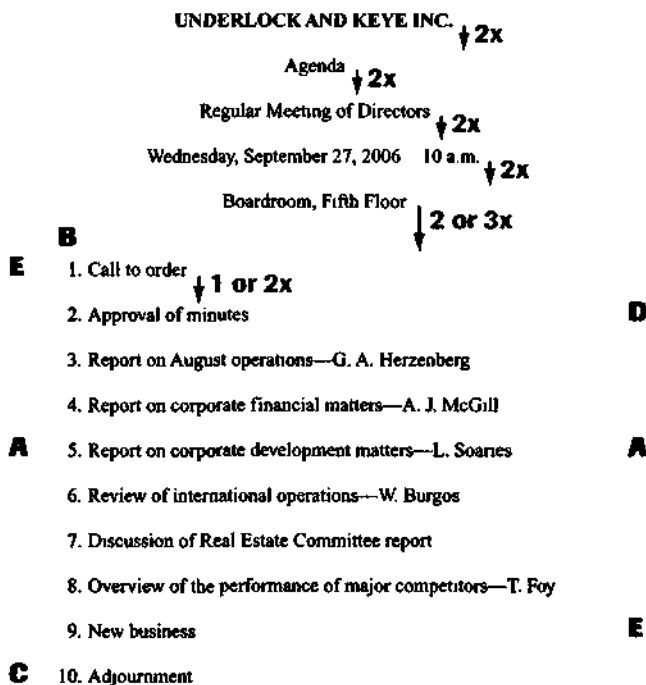 UNDERLOCK AND KEYE INC. 2x
Agenda 2x
Regular Meeting of Directors 2x
Wednesday, September 27, 2006 10 a.m. 2x
Boardroom, Fifth Floor 2 or 3x
B
E 1. Call to order 1 or 2x
2. Approval of minutes D
3. Report on August operations—G. A. Herzenberg
4. Report on corporate financial matters—A. J. McGill
A 5. Report on corporate development matters—L. Soames A
6. Review of international operations—W. Burgos
7. Discussion of Real Estate Committee report
8. Overview of the performance of major competitors—T. Foy
9. New business E
C 10. Adjournment